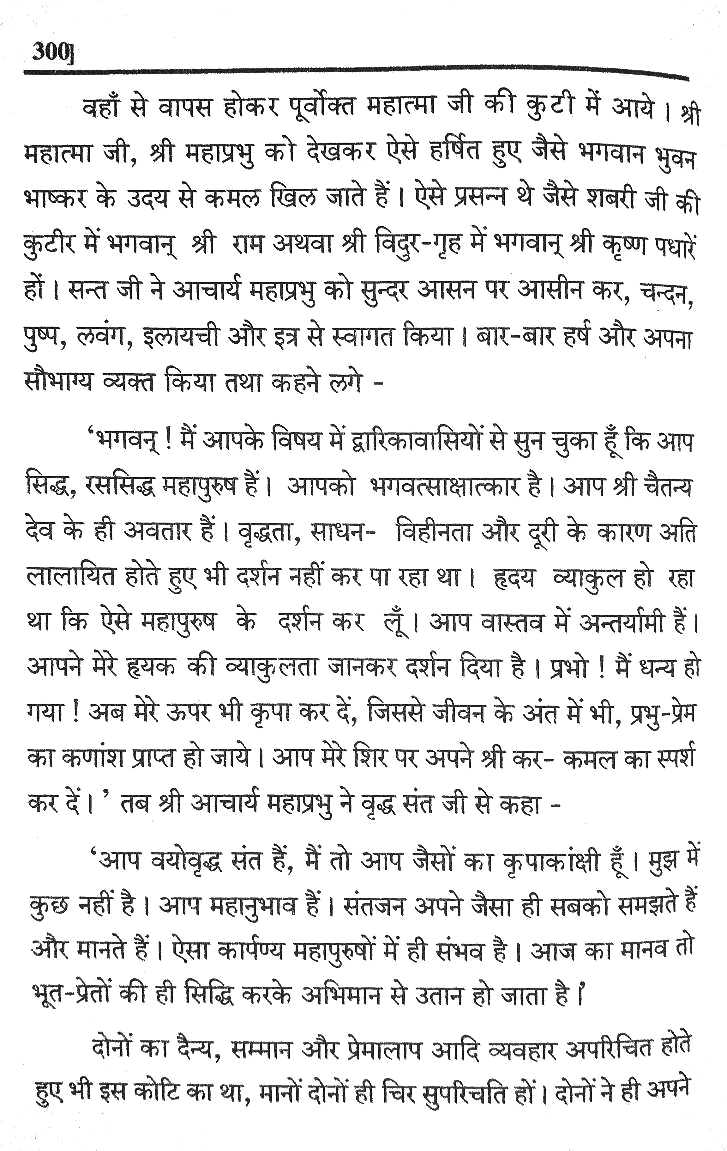 300]
वहाँ से वापस होकर पूर्वोक्त महात्मा जी की कुटी में आये। श्री
महात्मा जी, श्री महाप्रभु को देखकर ऐसे हर्षित हुए जैसे भगवान भुवन
भाष्कर के उदय से कमल खिल जाते हैं। ऐसे प्रसन्न थे जैसे शबरी जी की
कुटीर में भगवान् श्री राम अथवा श्री विदुर-गृह में भगवान् श्री कृष्ण पधारें
हों। सन्त जी ने आचार्य महाप्रभु को सुन्दर आसन पर आसीन कर, चन्दन,
पुष्प, लवंग, इलायची और इत्र से स्वागत किया। बार-बार हर्ष और अपना
सौभाग्य व्यक्त किया तथा कहने लगे -
‘भगवन् ! मैं आपके विषय में द्वारिकावासियों से सुन चुका हूँ कि आप
सिद्ध, रससिद्ध महापुरुष हैं। आपको भगवत्साक्षात्कार है। आप श्री चैतन्य
देव के ही अवतार हैं। वृद्धता, साधन- विहीनता और दूरी के कारण अति
लालायित होते हुए भी दर्शन नहीं कर पा रहा था। हृदय व्याकुल हो रहा
था कि ऐसे महापुरुष के दर्शन कर लूँ। आप वास्तव में अन्तर्यामी हैं।
आपने मेरे हृयक की व्याकुलता जानकर दर्शन दिया है। प्रभो ! मैं धन्य हो
गया ! अब मेरे ऊपर भी कृपा कर दें, जिससे जीवन के अंत में भी, प्रभु-प्रेम
का कणांश प्राप्त हो जाये। आप मेरे शिर पर अपने श्री कर- कमल का स्पर्श
कर दें। ’ तब श्री आचार्य महाप्रभु ने वृद्ध संत जी से कहा -
‘आप वयोवृद्ध संत हैं, मैं तो आप जैसों का कृपाकांक्षी हूँ। मुझ में
कुछ नहीं है। आप महानुभाव हैं। संतजन अपने जैसा ही सबको समझते हैं
और मानते हैं। ऐसा कार्पण्य महापुरुषों में ही संभव है। आज का मानव तो
भूत-प्रेतों की ही सिद्धि करके अभिमान से उतान हो जाता है।’
दोनों का दैन्य, सम्मान और प्रेमालाप आदि व्यवहार अपरिचित होते
हुए भी इस कोटि का था, मानों दोनों ही चिर सुपरिचति हों। दोनों ने ही अपने